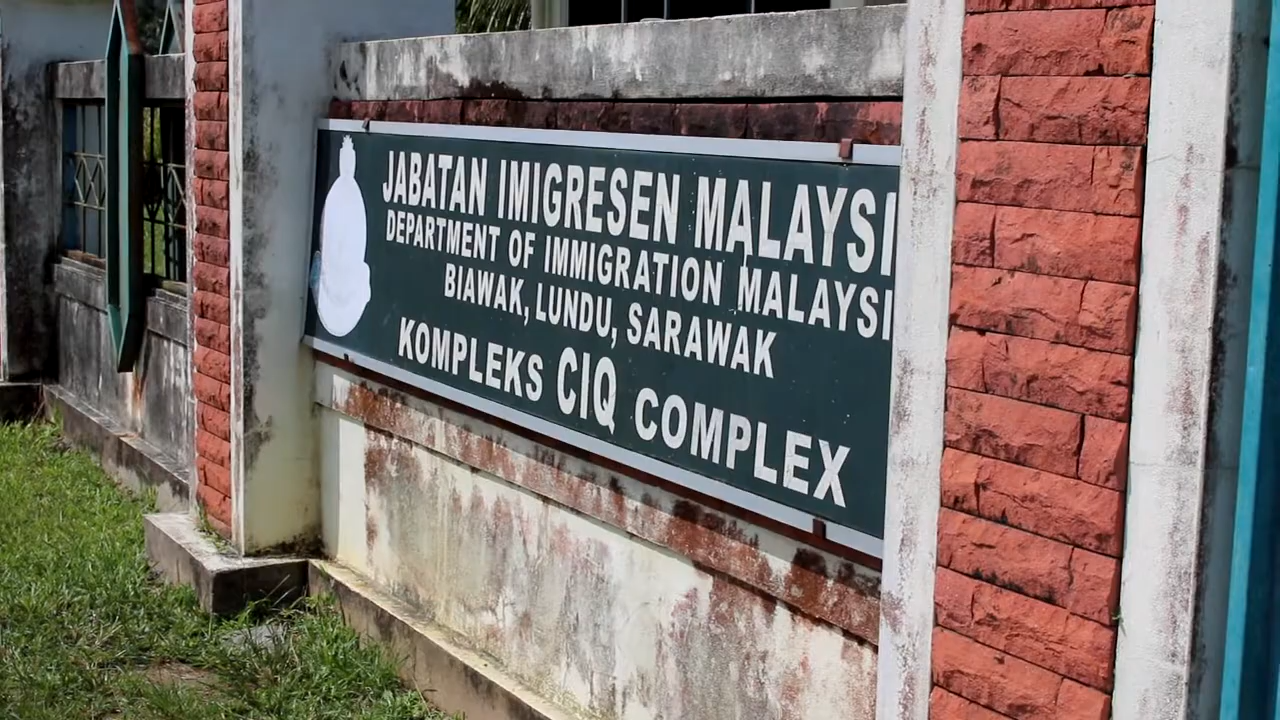 JABATAN IMIGRESEN MALAYSI
DEPARTMENT OF IMMIGRATION MALAYSI
BIAWAK, LUNDU, SARAWAK
KOMPLEKS CIQ COMPLEX